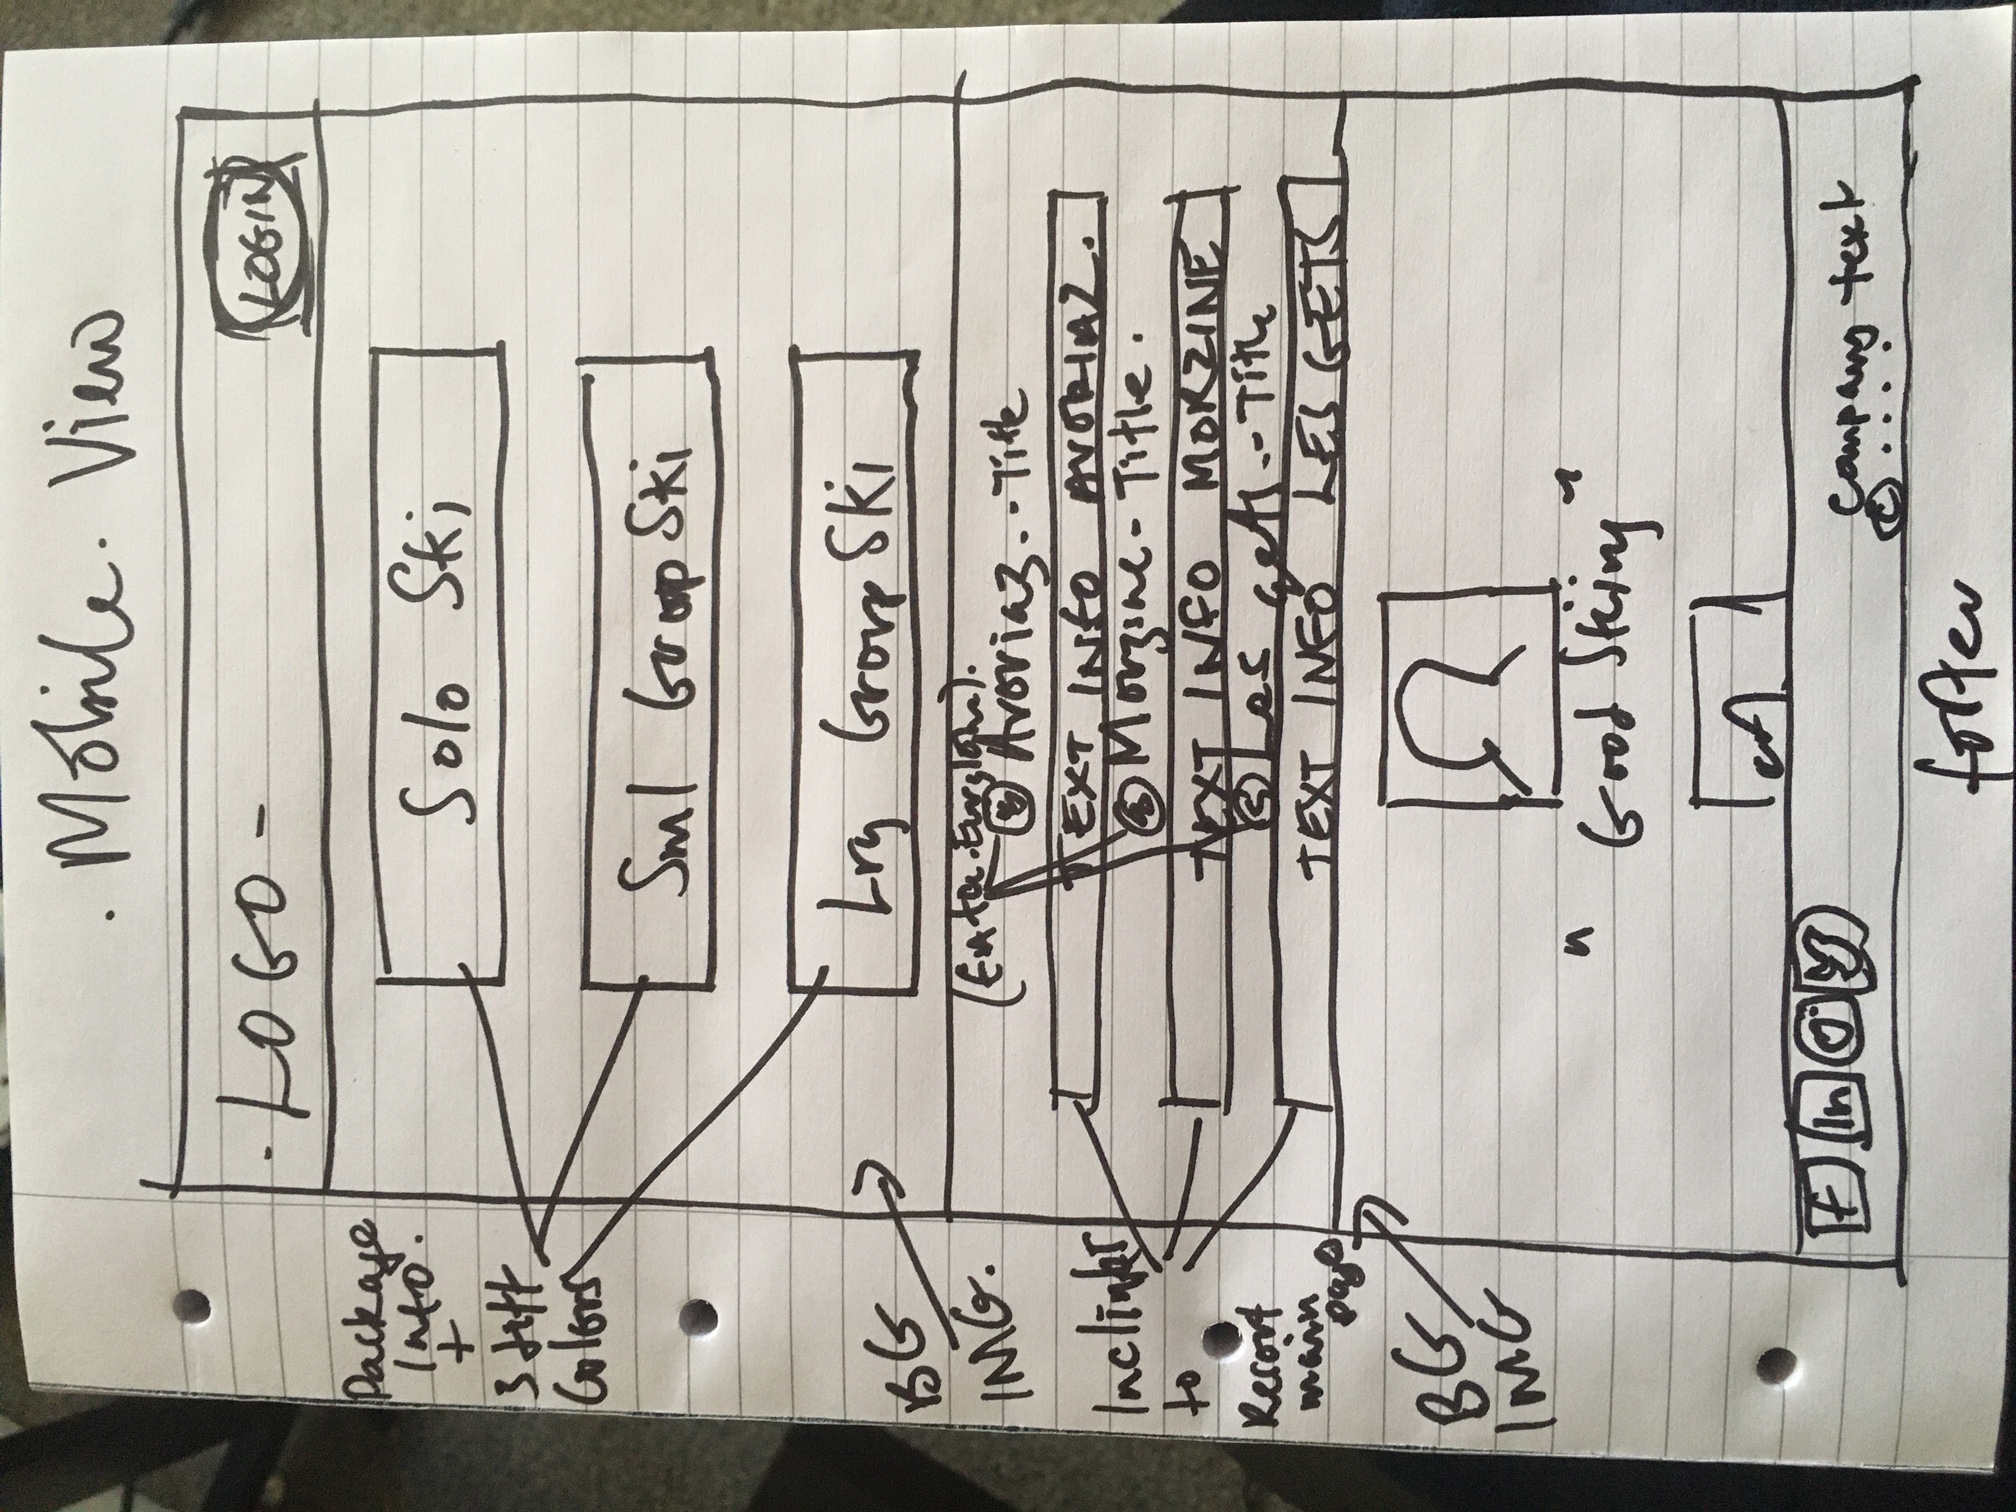 . Mobile. View
- LOGO -
LOGIN
Package
Info.
+
3 diff
Colors
Solo Ski
Sml Group Ski
Lrg Group Ski
BG
IMG.
Avoriaz.. Title
TEXT INFO AVORIAZ.
Morzine - Title.
TEXT INFO MORZINE
Les gets.. Title
TEXT INFO LES GETS
Inc links
to
Resort
main
page
BG
IMG
" Good Skiing "
f in
company text
© . . . .
footer